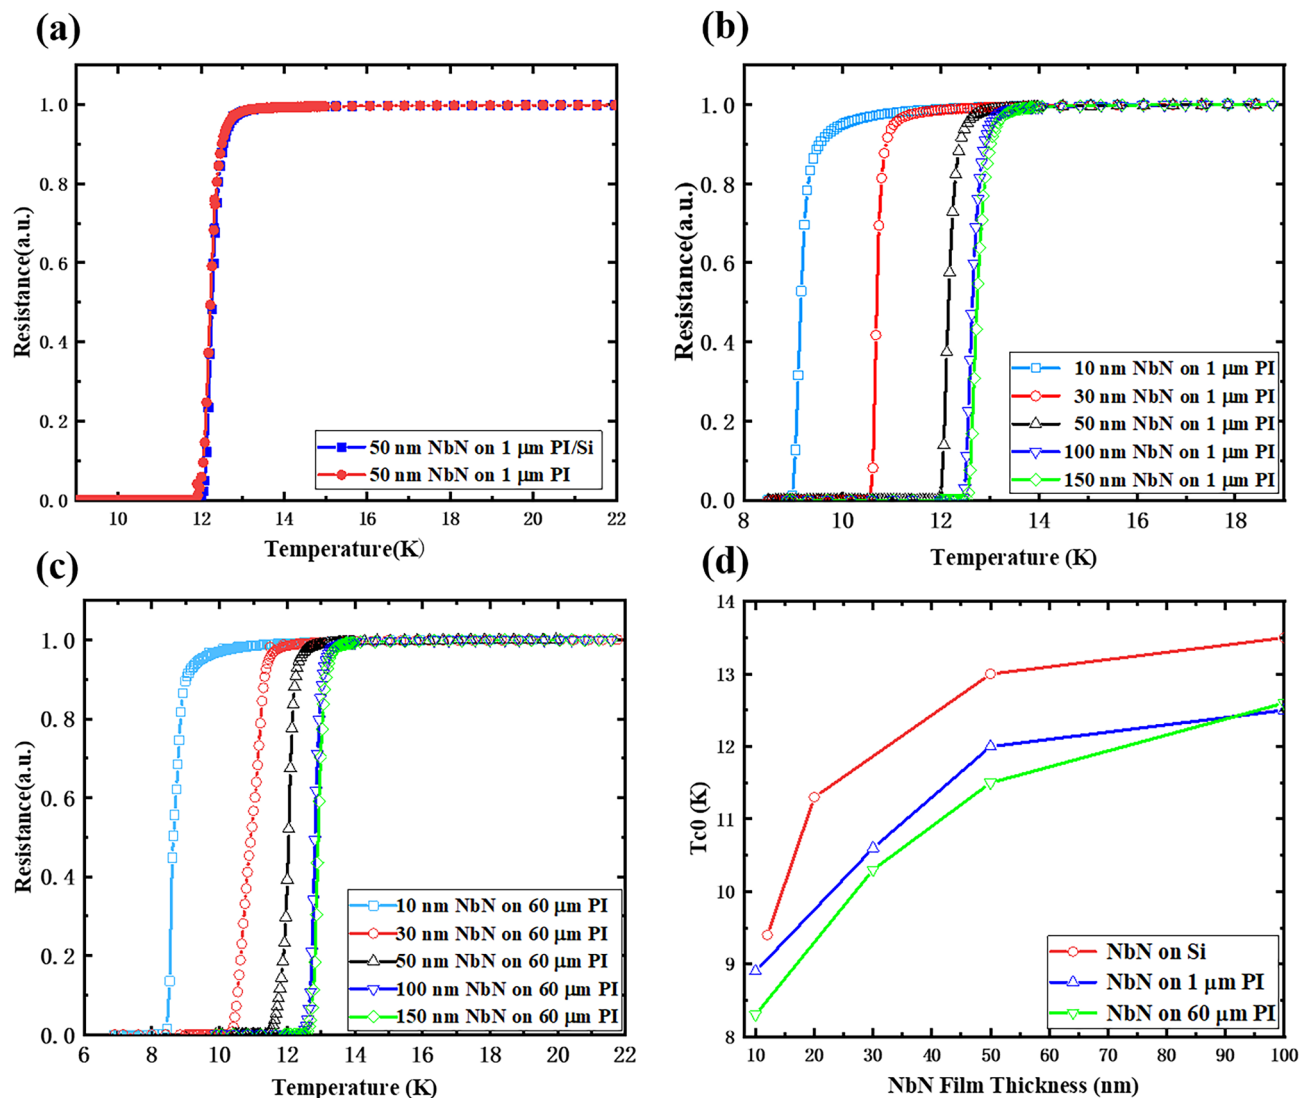 (a)
Resistance(a.u.)
1.0
0.8
0.6
0.4
0.2
0.0
50 nm NbN on 1 μm PI/Si
50 nm NbN on 1 μm PI
10 12 14 16 18 20 22
Temperature(K)
(b)
Resistance(a.u.)
1.0
0.8
0.6
0.4
0.2
0.0
10 nm NbN on 1 μm PI
30 nm NbN on 1 μm PI
50 nm NbN on 1 μm PI
100 nm NbN on 1 μm PI
150 nm NbN on 1 μm PI
8 10 12 14 16 18
Temperature (K)
(c)
Resistance(a.u.)
1.0
0.8
0.6
0.4
0.2
0.0
10 nm NbN on 60 μm PI
30 nm NbN on 60 μm PI
50 nm NbN on 60 μm PI
100 nm NbN on 60 μm PI
150 nm NbN on 60 μm PI
6 8 10 12 14 16 18 20 22
Temperature (K)
(d)
Tc0 (K)
14
13
12
11
10
9
8
NbN on Si
NbN on 1 μm PI
NbN on 60 μm PI
10 20 30 40 50 60 70 80 90 100
NbN Film Thickness (nm)